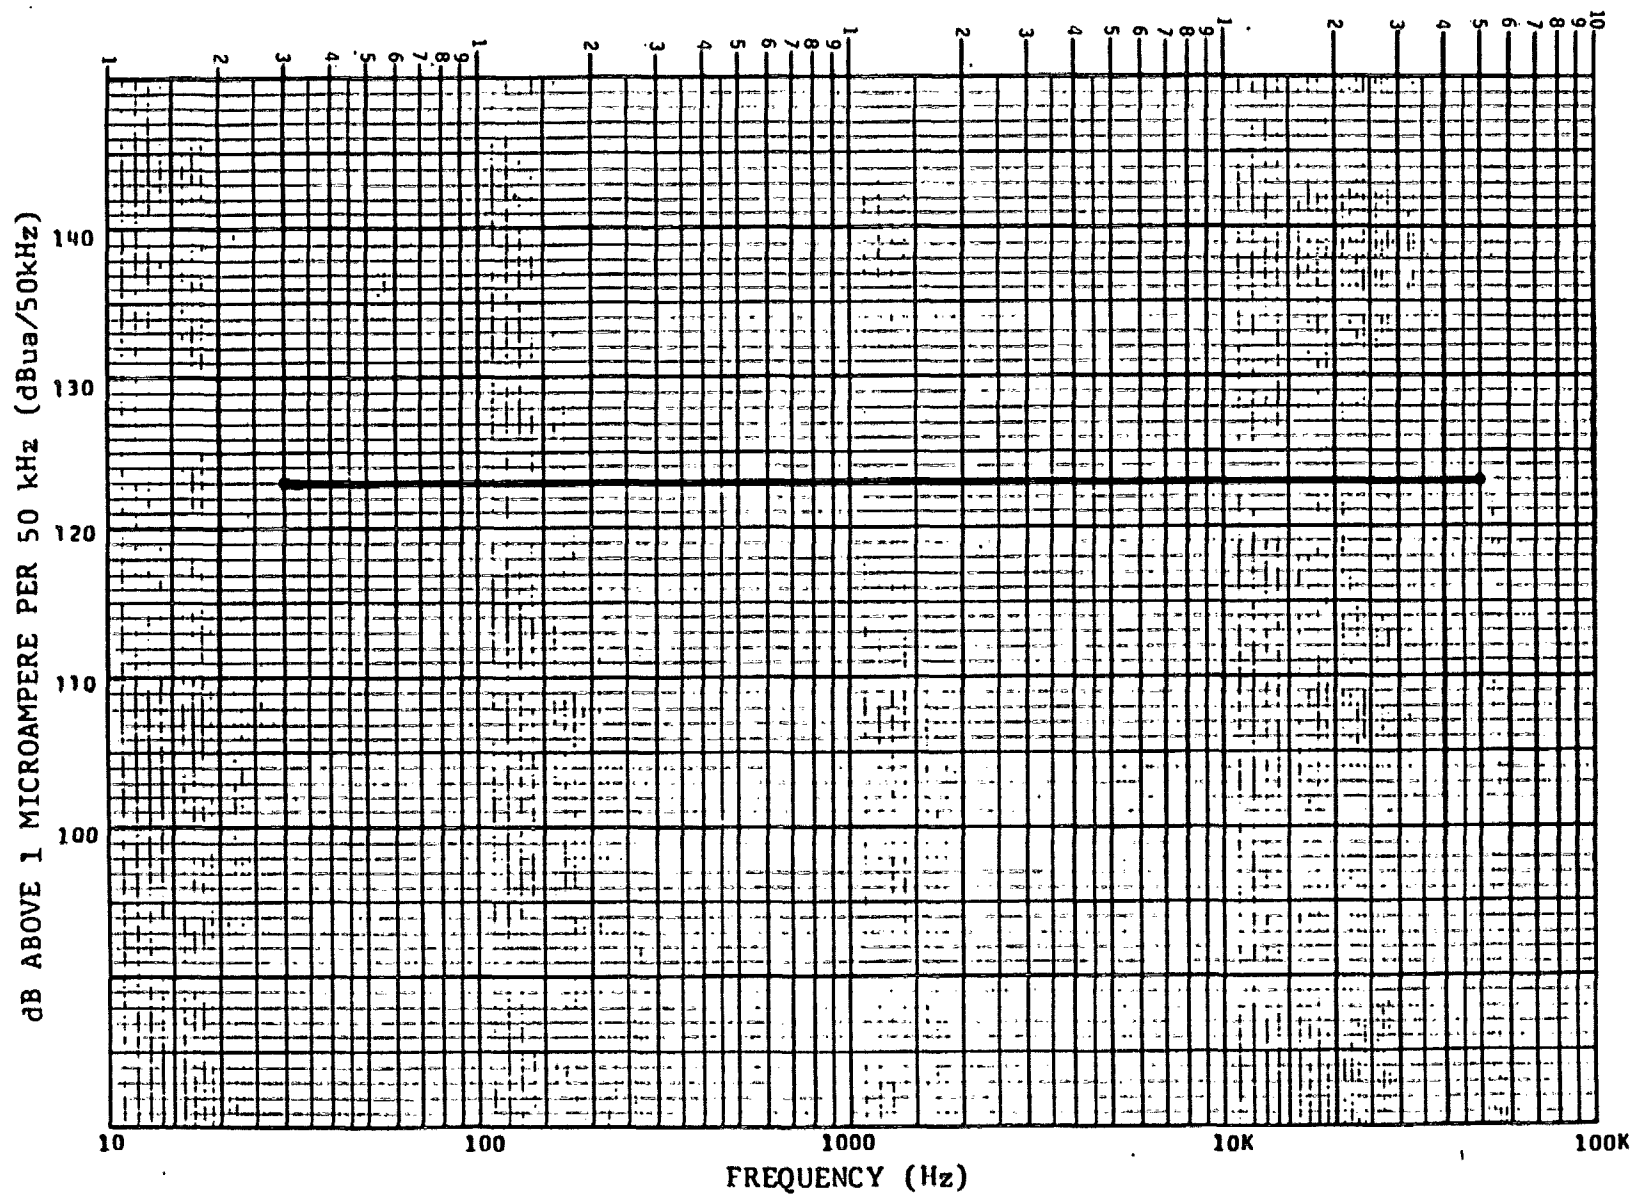 1 2 3 4 5 6 7 8 9 1 2 3 4 5 6 7 8 9 1 2 3 4 5 6 7 8 9 1 2 3 4 5 6 7 8 9 10
dB ABOVE 1 MICROAMPERE PER 50 kHz (dBua/50kHz)
140
130
120
110
100
10 100 1000 10K 100K
FREQUENCY (Hz)